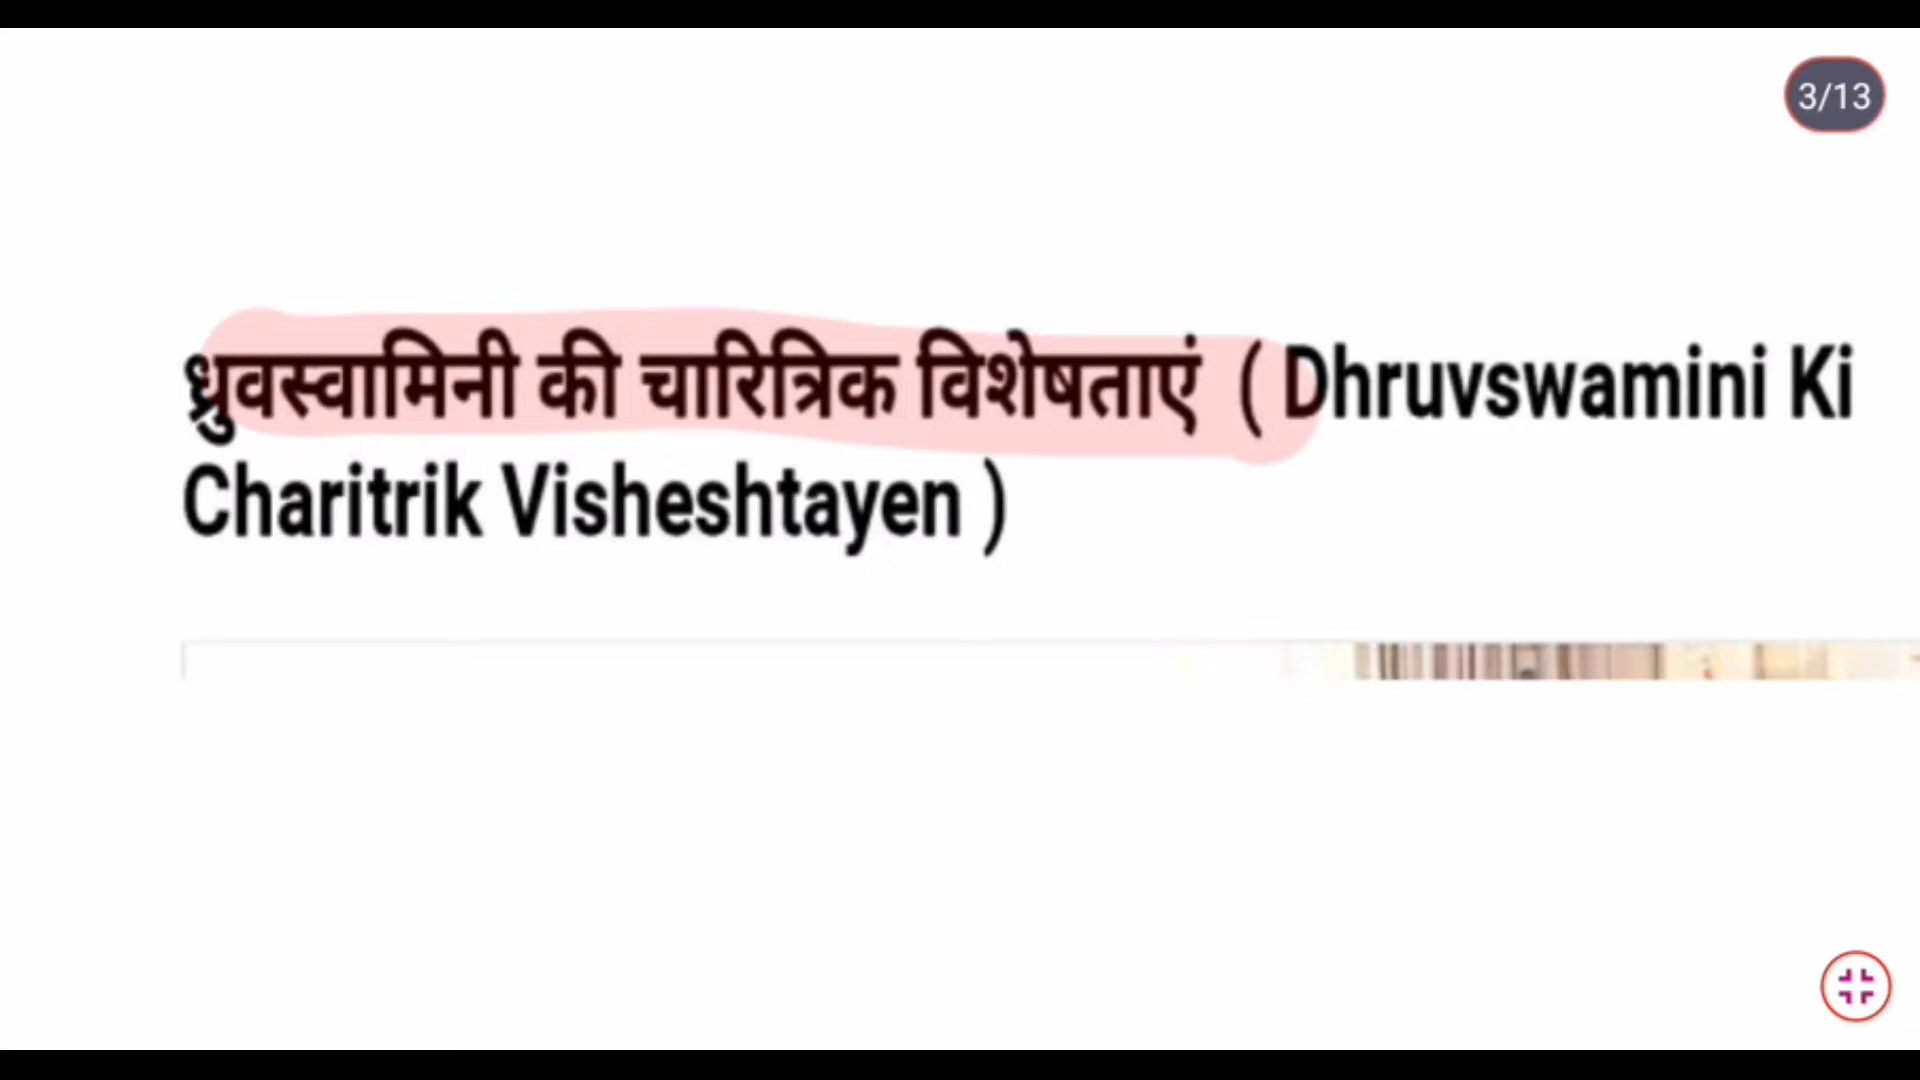 3/13
ध्रुवस्वामिनी की चारित्रिक विशेषताएं ( Dhruvswamini Ki
Charitrik Visheshtayen )